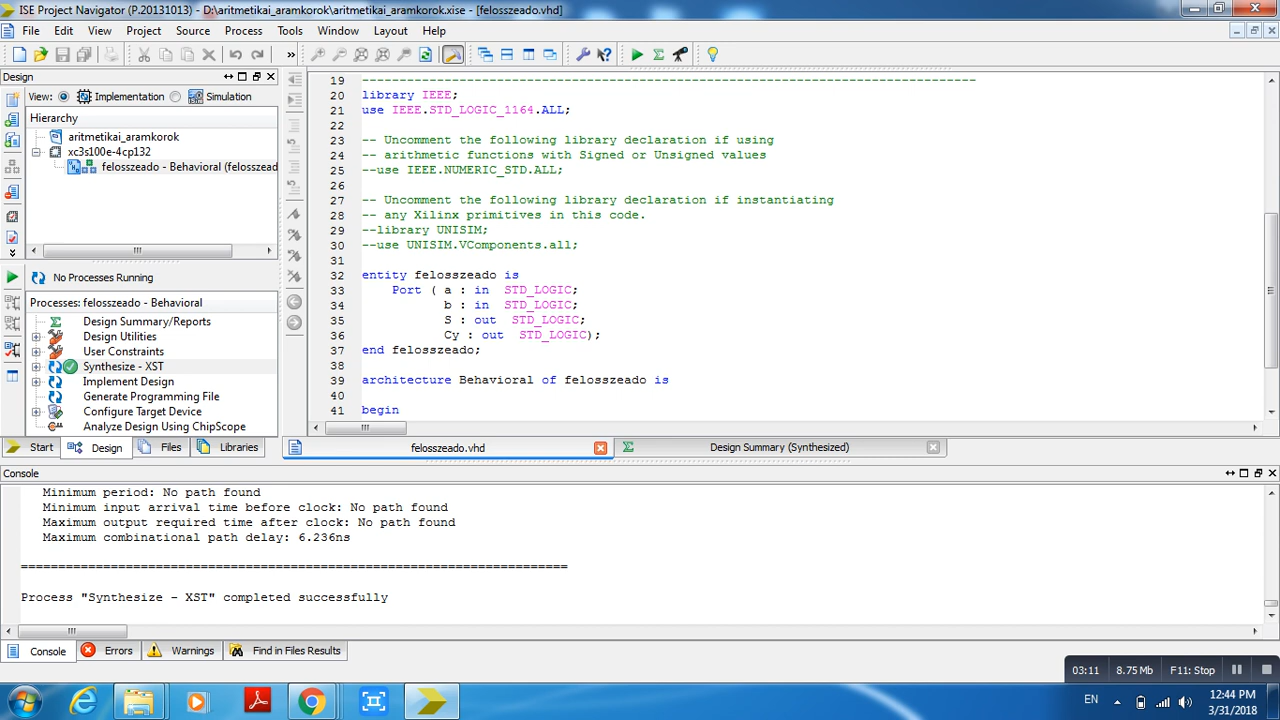 ISE Project Navigator (P.20131013) - D:\aritmetikai_aramkorok\aritmetikai_aramkorok.xise - [felosszeado.vhd]
File Edit View Project Source Process Tools Window Layout Help
»
Design
View: Implementation Simulation
Hierarchy
aritmetikai_aramkorok
xc3s100e-4cp132
felosszeado - Behavioral (felosszead
No Processes Running
Processes: felosszeado - Behavioral
Design Summary/Reports
Design Utilities
User Constraints
Synthesize - XST
Implement Design
Generate Programming File
Configure Target Device
Analyze Design Using ChipScope
Start Design Files Libraries
19 ----------------------------------------------------------------------------------
20 library IEEE;
21 use IEEE.STD_LOGIC_1164.ALL;
22
23 -- Uncomment the following library declaration if using
24 -- arithmetic functions with Signed or Unsigned values
25 --use IEEE.NUMERIC_STD.ALL;
26
27 -- Uncomment the following library declaration if instantiating
28 -- any Xilinx primitives in this code.
29 --library UNISIM;
30 --use UNISIM.VComponents.all;
31
32 entity felosszeado is
33 Port ( a : in STD_LOGIC;
34 b : in STD_LOGIC;
35 S : out STD_LOGIC;
36 Cy : out STD_LOGIC);
37 end felosszeado;
38
39 architecture Behavioral of felosszeado is
40
41 begin
felosszeado.vhd Design Summary (Synthesized)
Console
Minimum period: No path found
Minimum input arrival time before clock: No path found
Maximum output required time after clock: No path found
Maximum combinational path delay: 6.236ns
=========================================================================
Process "Synthesize - XST" completed successfully
Console Errors Warnings Find in Files Results
03:11 8.75 Mb F11: Stop
EN 12:44 PM
3/31/2018